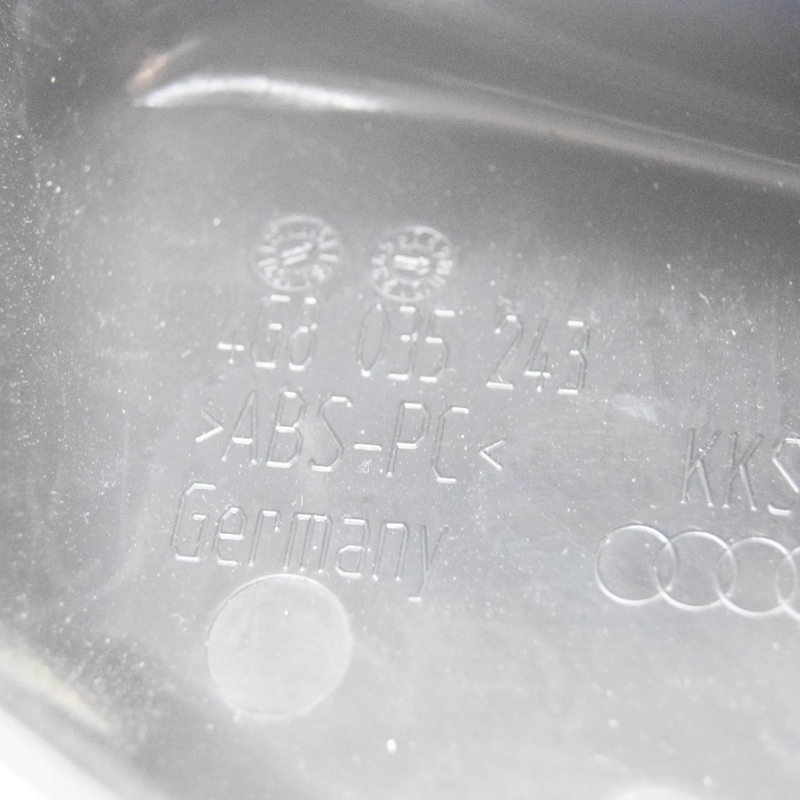 4G8 035 243
>ABS-PC<
KKS
Germany